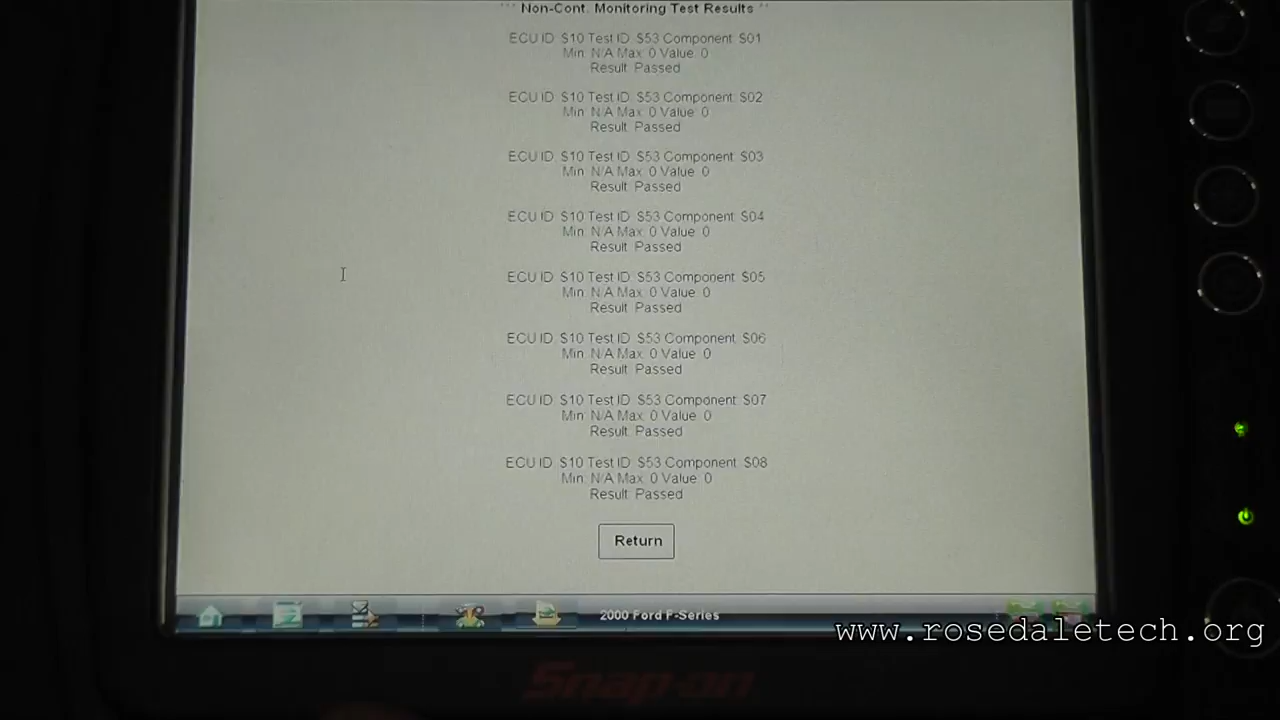 *** Non-Cont. Monitoring Test Results **
ECU ID: $10 Test ID: $53 Component: $01
Min: N/A Max: 0 Value: 0
Result: Passed
ECU ID: $10 Test ID: $53 Component: $02
Min: N/A Max: 0 Value: 0
Result: Passed
ECU ID: $10 Test ID: $53 Component: $03
Min: N/A Max: 0 Value: 0
Result: Passed
ECU ID: $10 Test ID: $53 Component: $04
Min: N/A Max: 0 Value: 0
Result: Passed
ECU ID: $10 Test ID: $53 Component: $05
Min: N/A Max: 0 Value: 0
Result: Passed
ECU ID: $10 Test ID: $53 Component: $06
Min: N/A Max: 0 Value: 0
Result: Passed
ECU ID: $10 Test ID: $53 Component: $07
Min: N/A Max: 0 Value: 0
Result: Passed
ECU ID: $10 Test ID: $53 Component: $08
Min: N/A Max: 0 Value: 0
Result: Passed
Return
2000 Ford F-Series
www.rosedaletech.org
Snap-on